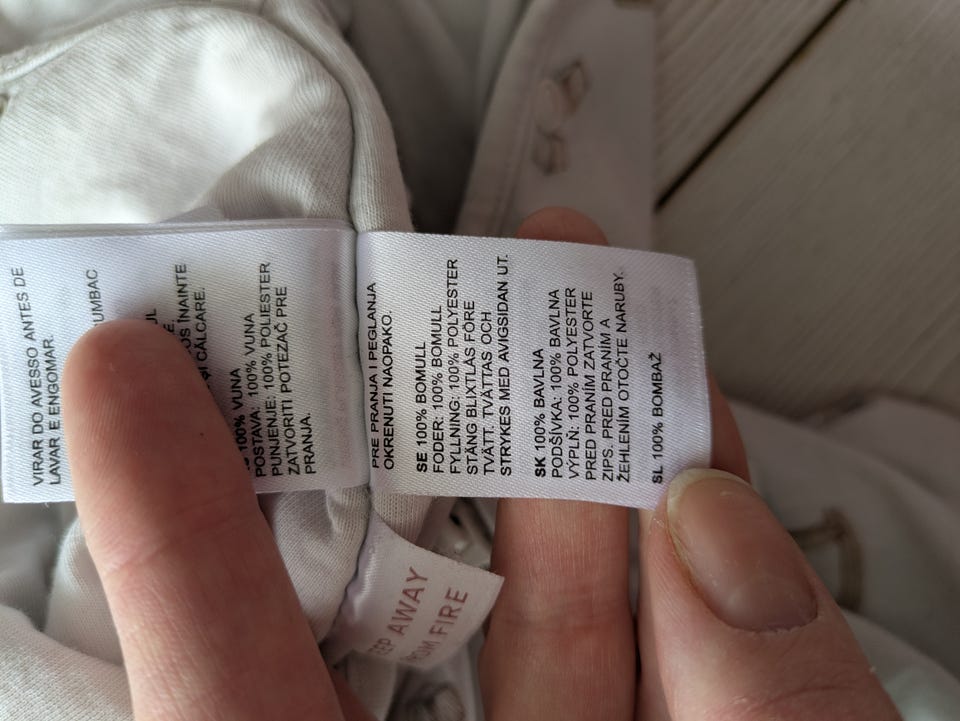 VIRAR DO AVESSO ANTES DE
LAVAR E ENGOMAR.
ÎNAINTE
CĂLCARE.
100% VUNA
POSTAVA: 100% VUNA
PUNJENJE: 100% POLIESTER
ZATVORITI POTEZAČ PRE
PRANJA.
PRE PRANJA I PEGLANJA
OKRENUTI NAOPAKO.
SE 100% BOMULL
FODER: 100% BOMULL
FYLLNING: 100% POLYESTER
STÄNG BLIXTLÅS FÖRE
TVÄTT. TVÄTTAS OCH
STRYKES MED AVIGSIDAN UT.
SK 100% BAVLNA
PODŠÍVKA: 100% BAVLNA
VÝPLŇ: 100% POLYESTER
PRED PRANÍM ZATVORTE
ZIPS. PRED PRANÍM A
ŽEHLENÍM OTOČTE NARUBY.
SL 100% BOMBAŽ
AWAY
FIRE